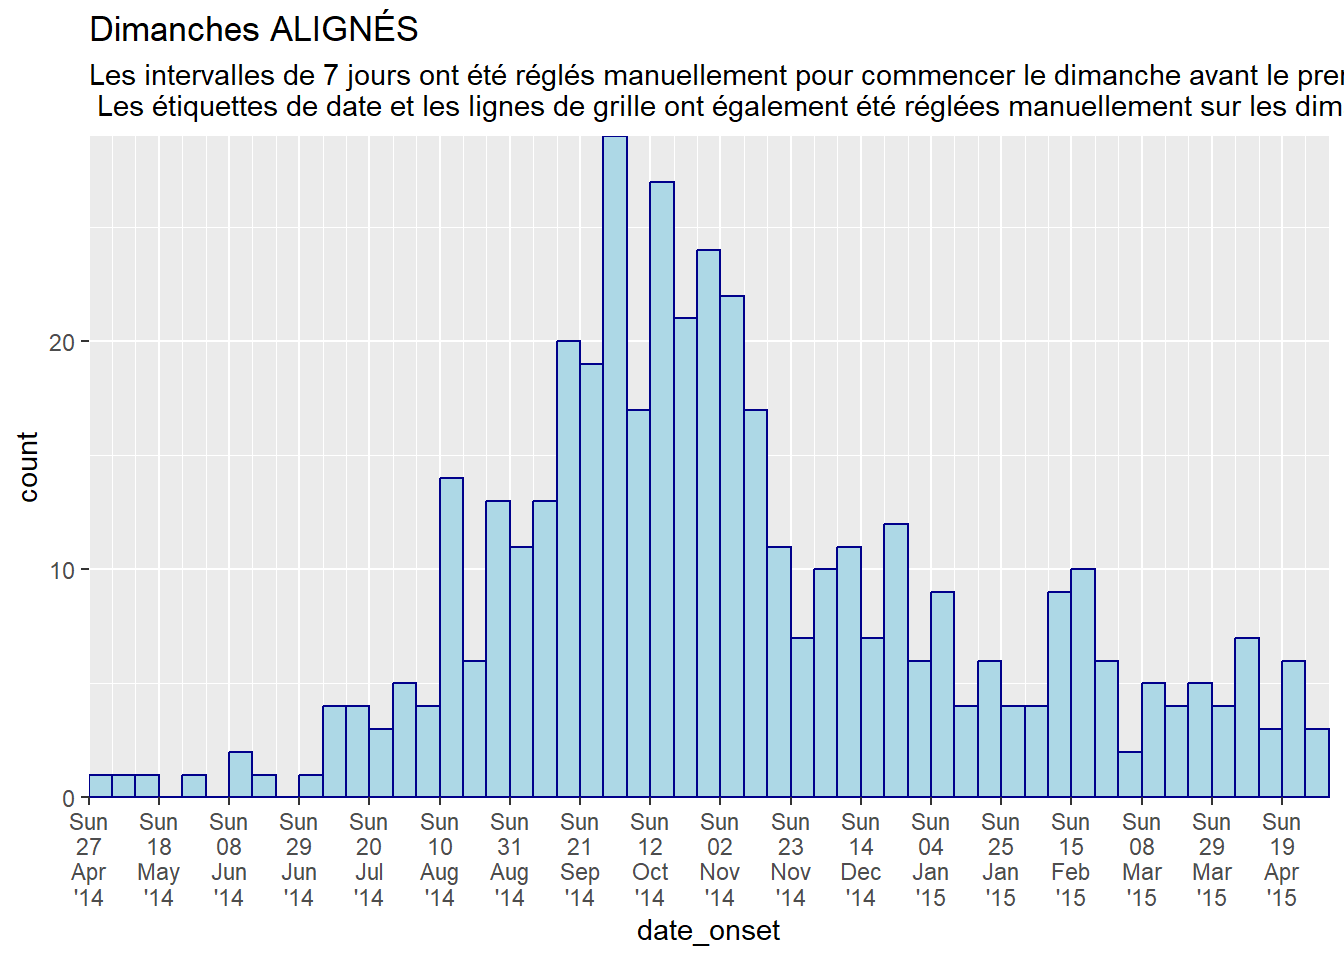 Dimanches ALIGNÉS
Les intervalles de 7 jours ont été réglés manuellement pour commencer le dimanche avant le
Les étiquettes de date et les lignes de grille ont également été réglées manuellement sur les
count
20
10
0
Sun Sun Sun Sun Sun Sun Sun Sun Sun Sun Sun Sun Sun Sun Sun Sun Sun Sun
27 18 08 29 20 10 31 21 12 02 23 14 04 25 15 08 29 19
Apr May Jun Jun Jul Aug Aug Sep Oct Nov Nov Dec Jan Jan Feb Mar Mar Apr
'14 '14 '14 '14 '14 '14 '14 '14 '14 '14 '14 '14 '15 '15 '15 '15 '15 '15
date_onset